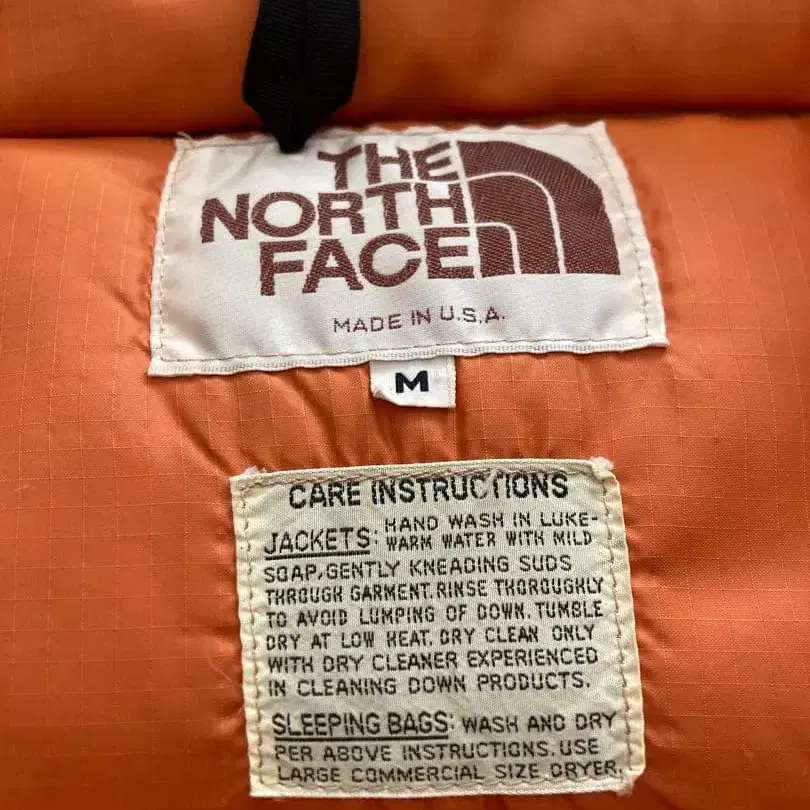 THE
NORTH
FACE
MADE IN U.S.A.
M
CARE INSTRUCTIONS
JACKETS: HAND WASH IN LUKE-
WARM WATER WITH MILD
SOAP, GENTLY KNEADING SUDS
THROUGH GARMENT. RINSE THOROUGHLY
TO AVOID LUMPING OF DOWN. TUMBLE
DRY AT LOW HEAT. DRY CLEAN ONLY
WITH DRY CLEANER EXPERIENCED
IN CLEANING DOWN PRODUCTS.
SLEEPING BAGS: WASH AND DRY
PER ABOVE INSTRUCTIONS. USE
LARGE COMMERCIAL SIZE DRYER.